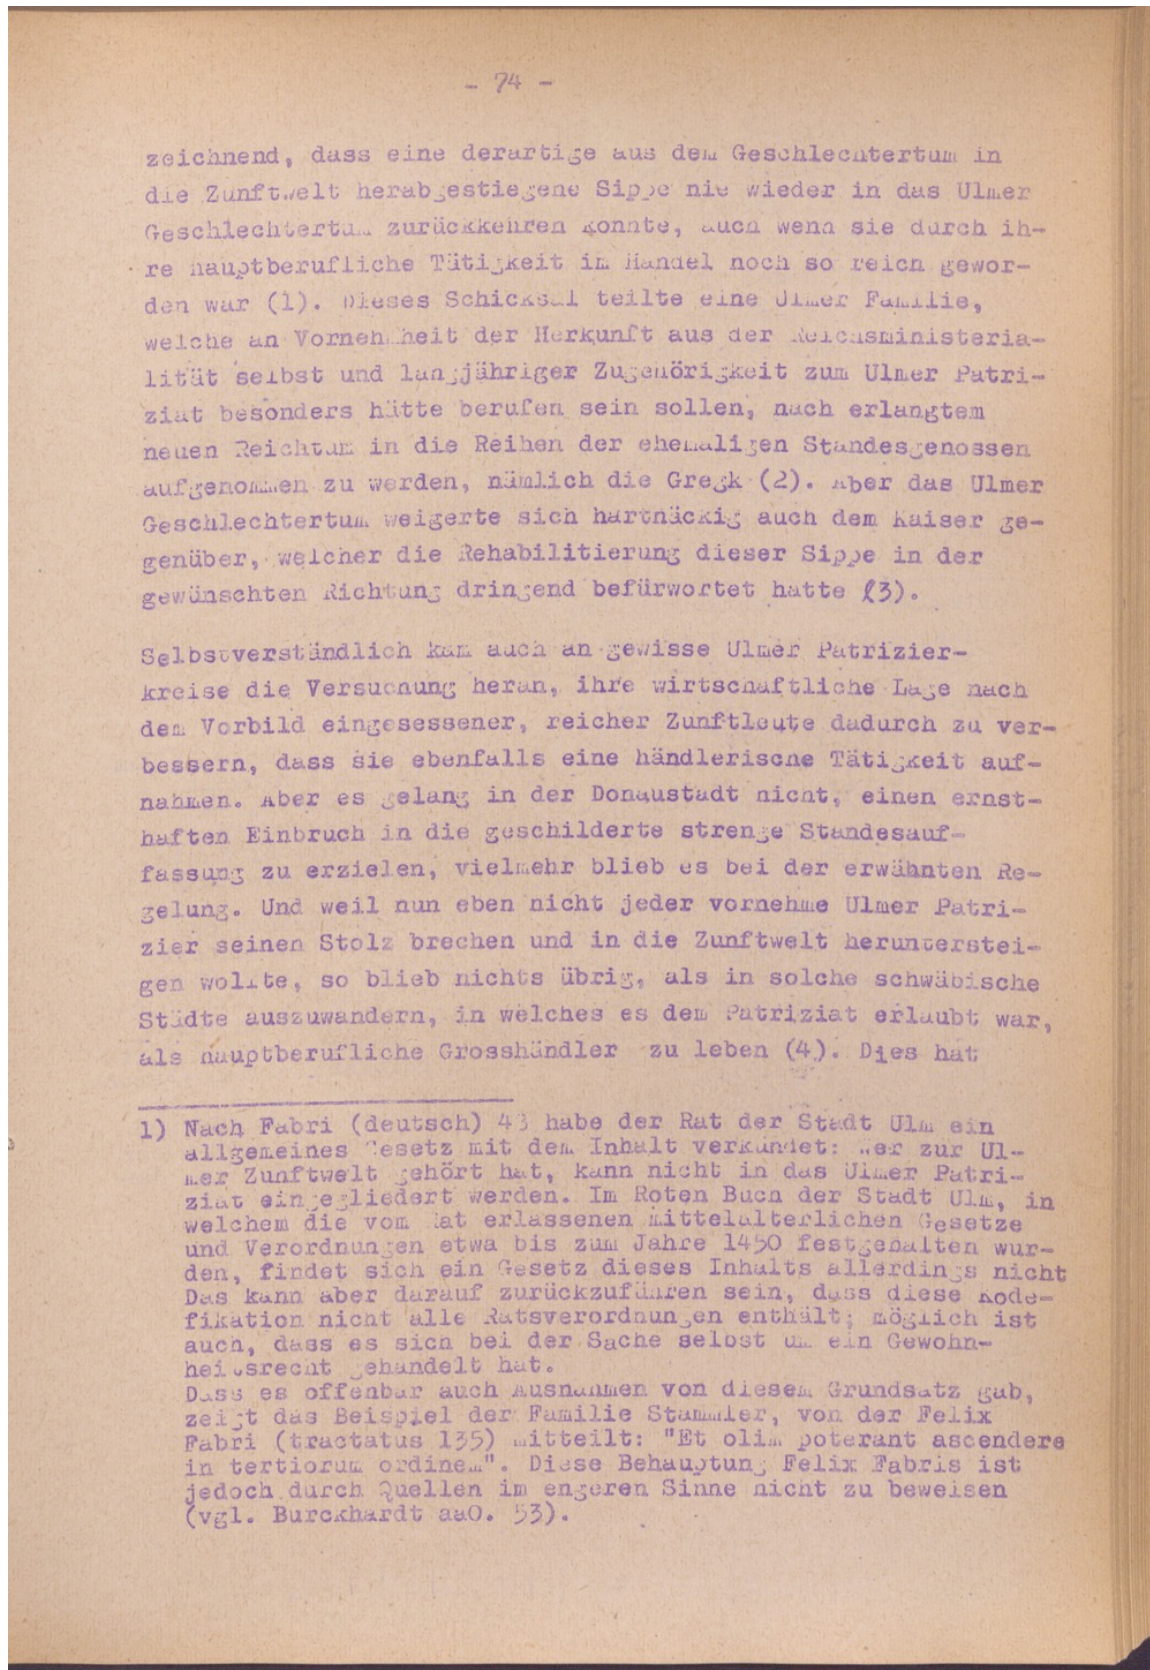 - 74 -
zeichnend, dass eine derartige aus dem Geschlechtertum in
die Zunftwelt herabgestiegene Sippe nie wieder in das Ulmer
Geschlechtertum zurückkehren konnte, auch wenn sie durch ih-
re hauptberufliche Tätigkeit im Handel noch so reich gewor-
den war (1). Dieses Schicksal teilte eine Ulmer Familie,
welche an Vornehmheit der Herkunft aus der Reichsministeria-
lität selbst und langjähriger Zugehörigkeit zum Ulmer Patri-
ziat besonders hätte berufen sein sollen, nach erlangtem
neuen Reichtum in die Reihen der ehemaligen Standesgenossen
aufgenommen zu werden, nämlich die Gregk (2). Aber das Ulmer
Geschlechtertum weigerte sich hartnäckig auch dem Kaiser ge-
genüber, welcher die Rehabilitierung dieser Sippe in der
gewünschten Richtung dringend befürwortet hatte (3).
Selbstverständlich kam auch an gewisse Ulmer Patrizier-
kreise die Versuchung heran, ihre wirtschaftliche Lage nach
dem Vorbild eingesessener, reicher Zunftleute dadurch zu ver-
bessern, dass sie ebenfalls eine händlerische Tätigkeit auf-
nahmen. Aber es gelang in der Donaustadt nicht, einen ernst-
haften Einbruch in die geschilderte strenge Standesauf-
fassung zu erzielen, vielmehr blieb es bei der erwähnten Re-
gelung. Und weil nun eben nicht jeder vornehme Ulmer Patri-
zier seinen Stolz brechen und in die Zunftwelt herunterstei-
gen wollte, so blieb nichts übrig, als in solche schwäbische
Städte auszuwandern, in welches es dem Patriziat erlaubt war,
als hauptberufliche Grosshändler zu leben (4). Dies hat
1) Nach Fabri (deutsch) 43 habe der Rat der Stadt Ulm ein
allgemeines Gesetz mit dem Inhalt verkündet: Wer zur Ul-
mer Zunftwelt gehört hat, kann nicht in das Ulmer Patri-
ziat eingegliedert werden. Im Roten Buch der Stadt Ulm, in
welchem die vom Rat erlassenen mittelalterlichen Gesetze
und Verordnungen etwa bis zum Jahre 1450 festgehalten wur-
den, findet sich ein Gesetz dieses Inhalts allerdings nicht
Das kann aber darauf zurückzuführen sein, dass diese Kode-
fikation nicht alle Ratsverordnungen enthält; möglich ist
auch, dass es sich bei der Sache selbst um ein Gewohn-
heitsrecht gehandelt hat.
Dass es offenbar auch Ausnahmen von diesem Grundsatz gab,
zeigt das Beispiel der Familie Stammler, von der Felix
Fabri (tractatus 135) mitteilt: "Et olim poterant ascendere
in tertiorum ordinem". Diese Behauptung Felix Fabris ist
jedoch durch Quellen im engeren Sinne nicht zu beweisen
(vgl. Burckhardt aaO. 53).